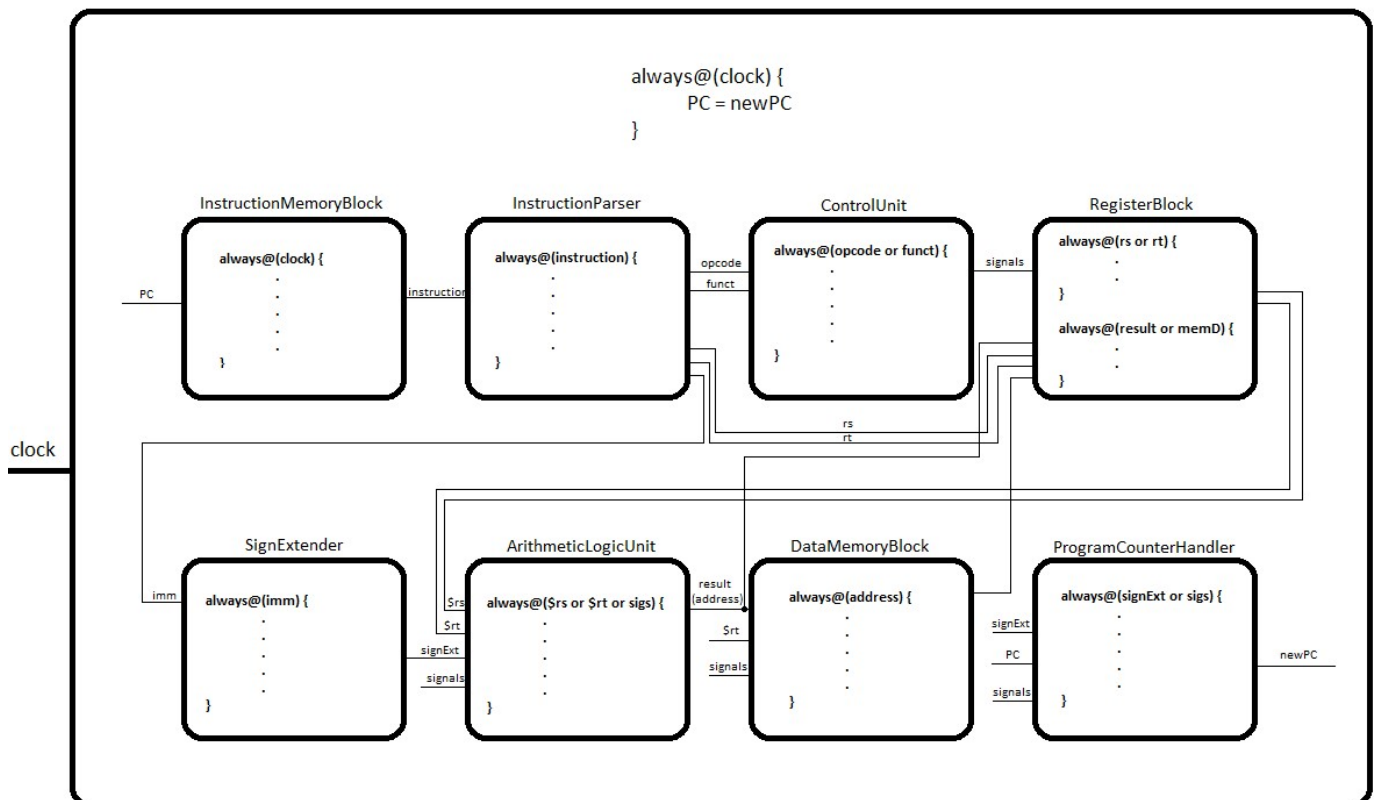 always@(clock) {
PC = newPC
}
InstructionMemoryBlock
InstructionParser
ControlUnit
RegisterBlock
always@(clock) {
.
.
.
.
.
}
PC
instruction
always@(instruction) {
.
.
.
.
.
}
opcode
funct
always@(opcode or funct) {
.
.
.
.
.
}
signals
always@(rs or rt) {
.
.
}
always@(result or memD) {
.
.
}
rs
rt
clock
SignExtender
ArithmeticLogicUnit
DataMemoryBlock
ProgramCounterHandler
imm
always@(imm) {
.
.
.
.
.
}
$rs
$rt
signExt
signals
always@($rs or $rt or sigs) {
.
.
.
.
.
}
result
(address)
$rt
signals
always@(address) {
.
.
.
.
.
}
signExt
PC
signals
always@(signExt or sigs) {
.
.
.
.
.
}
newPC